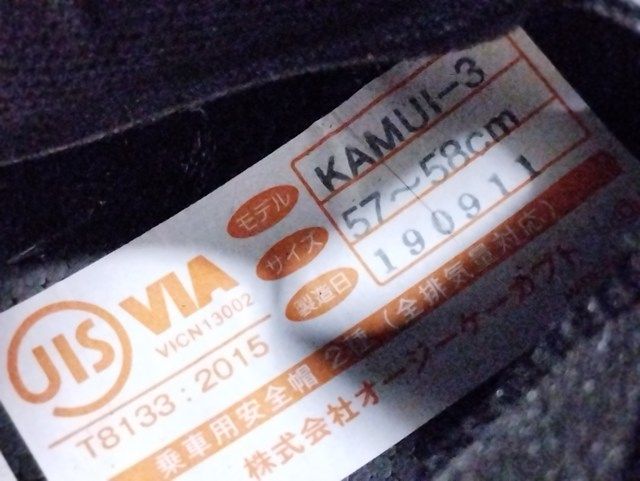 モデル KAMUI-3
サイズ 57～58cm
製造日 190911
JIS VIA
VICN13002
T8133:2015
乗車用安全帽 2種 (全排気量対応)
株式会社オージーケーカブト